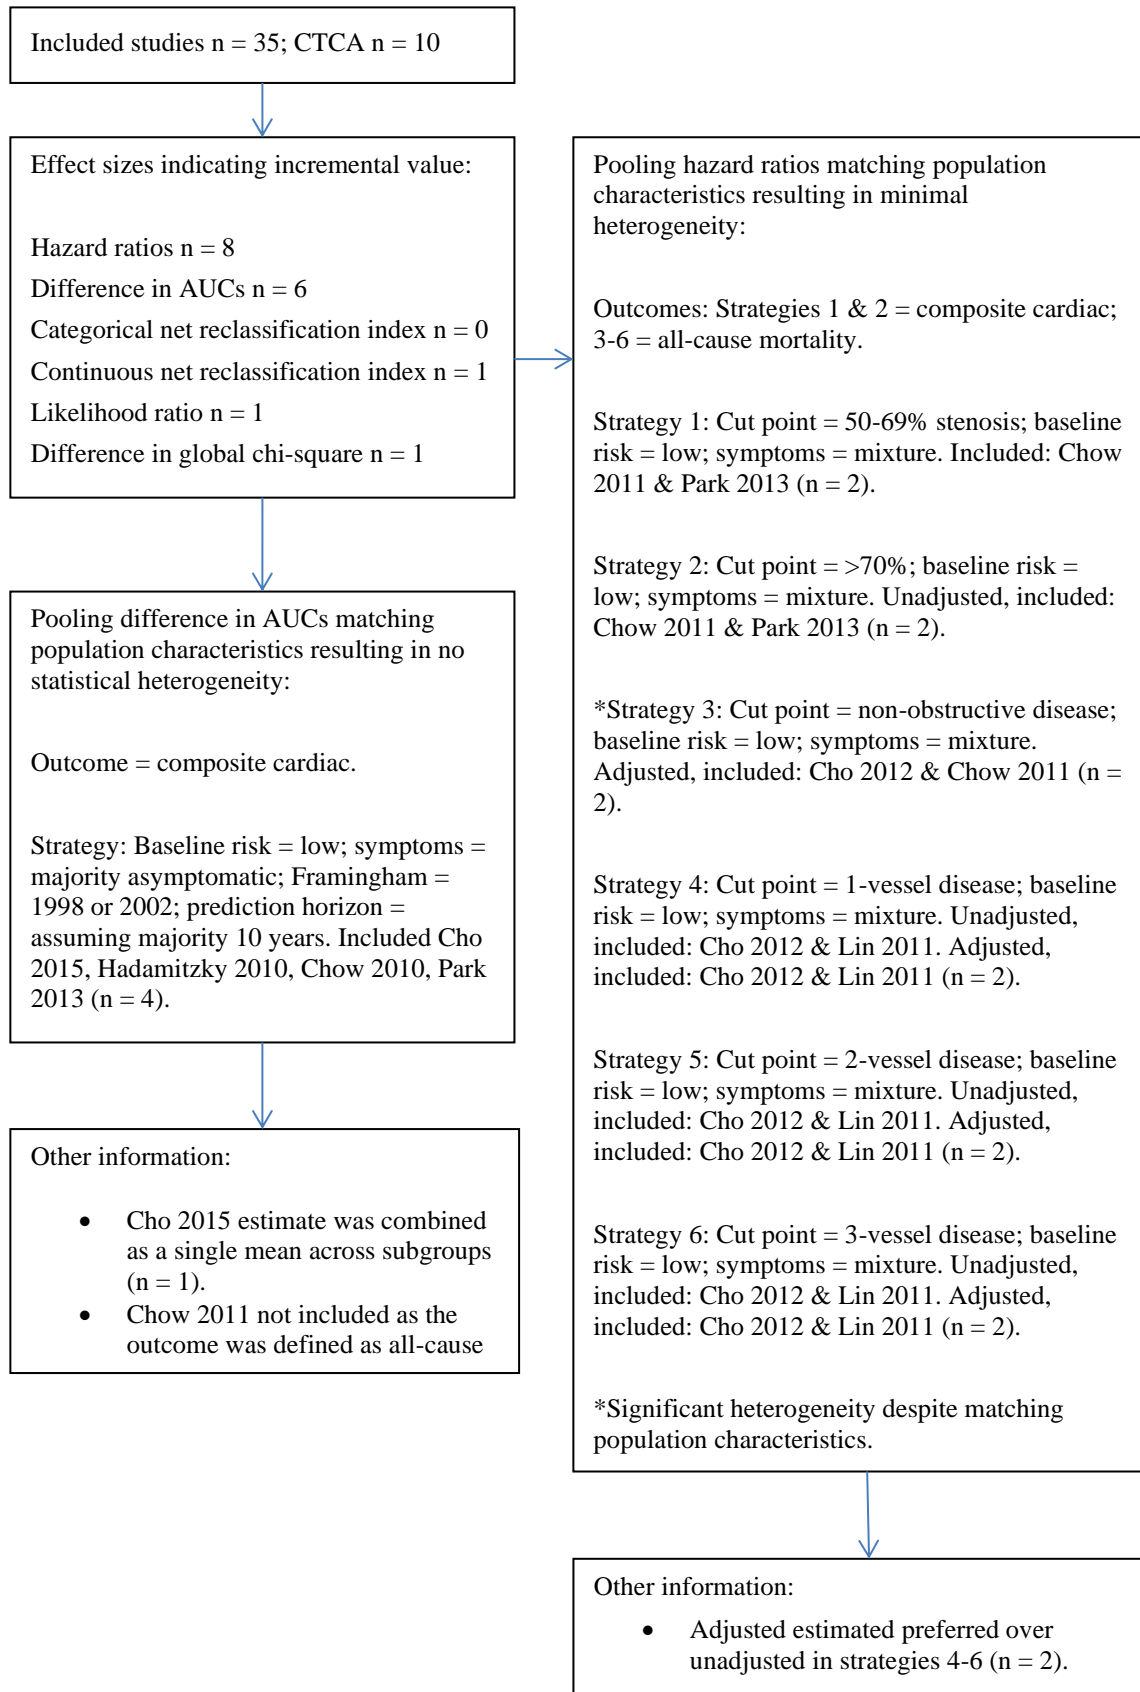 Included studies n = 35; CTCA n = 10
Effect sizes indicating incremental value:
Hazard ratios n = 8
Difference in AUCs n = 6
Categorical net reclassification index n = 0
Continuous net reclassification index n = 1
Likelihood ratio n = 1
Difference in global chi-square n = 1
Pooling difference in AUCs matching
population characteristics resulting in no
statistical heterogeneity:
Outcome = composite cardiac.
Strategy: Baseline risk = low; symptoms =
majority asymptomatic; Framingham =
1998 or 2002; prediction horizon =
assuming majority 10 years. Included Cho
2015, Hadamitzky 2010, Chow 2010, Park
2013 (n = 4).
Other information:
• Cho 2015 estimate was combined
as a single mean across subgroups
(n = 1).
• Chow 2011 not included as the
outcome was defined as all-cause
Pooling hazard ratios matching population
characteristics resulting in minimal
heterogeneity:
Outcomes: Strategies 1 & 2 = composite cardiac;
3-6 = all-cause mortality.
Strategy 1: Cut point = 50-69% stenosis; baseline
risk = low; symptoms = mixture. Included: Chow
2011 & Park 2013 (n = 2).
Strategy 2: Cut point = >70%; baseline risk =
low; symptoms = mixture. Unadjusted, included:
Chow 2011 & Park 2013 (n = 2).
*Strategy 3: Cut point = non-obstructive disease;
baseline risk = low; symptoms = mixture.
Adjusted, included: Cho 2012 & Chow 2011 (n =
2).
Strategy 4: Cut point = 1-vessel disease; baseline
risk = low; symptoms = mixture. Unadjusted,
included: Cho 2012 & Lin 2011. Adjusted,
included: Cho 2012 & Lin 2011 (n = 2).
Strategy 5: Cut point = 2-vessel disease; baseline
risk = low; symptoms = mixture. Unadjusted,
included: Cho 2012 & Lin 2011. Adjusted,
included: Cho 2012 & Lin 2011 (n = 2).
Strategy 6: Cut point = 3-vessel disease; baseline
risk = low; symptoms = mixture. Unadjusted,
included: Cho 2012 & Lin 2011. Adjusted,
included: Cho 2012 & Lin 2011 (n = 2).
*Significant heterogeneity despite matching
population characteristics.
Other information:
• Adjusted estimated preferred over
unadjusted in strategies 4-6 (n = 2).